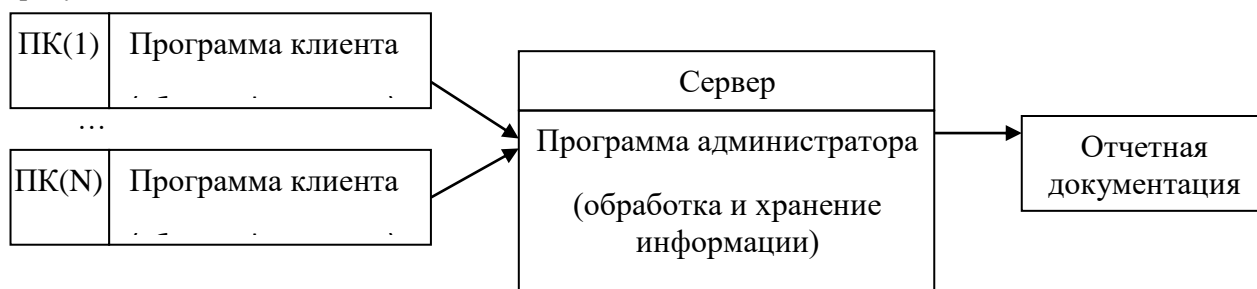 ПК(1)
Программа клиента
…
ПК(N)
Программа клиента
Сервер
Программа администратора
(обработка и хранение
информации)
Отчетная
документация